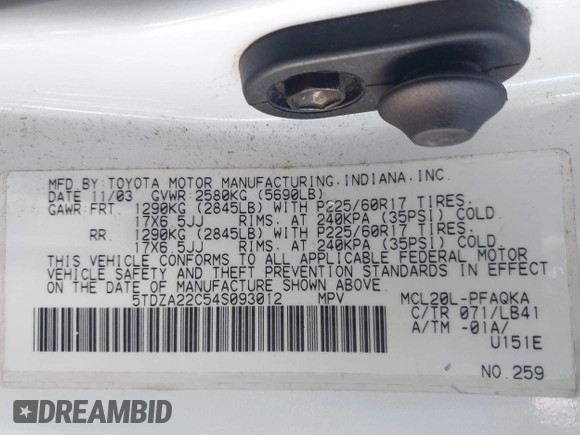 MFD.BY:TOYOTA MOTOR MANUFACTURING,INDIANA,INC.
DATE 11/03 GVWR:2580KG (5690LB)
GAWR:FRT. 1290KG (2845LB) WITH P225/60R17 TIRES.
17X6.5JJ RIMS. AT 240KPA (35PSI) COLD.
RR. 1290KG (2845LB) WITH P225/60R17 TIRES.
17X6.5JJ RIMS. AT 240KPA (35PSI) COLD.
THIS VEHICLE CONFORMS TO ALL APPLICABLE FEDERAL MOTOR
VEHICLE SAFETY AND THEFT PREVENTION STANDARDS IN EFFECT
ON THE DATE OF MANUFACTURE SHOWN ABOVE.
5TDZA22C54S093012 MPV MCL20L-PFAQKA
C/TR 071/LB41
A/TM -01A/
U151E
NO.259
DREAMBID